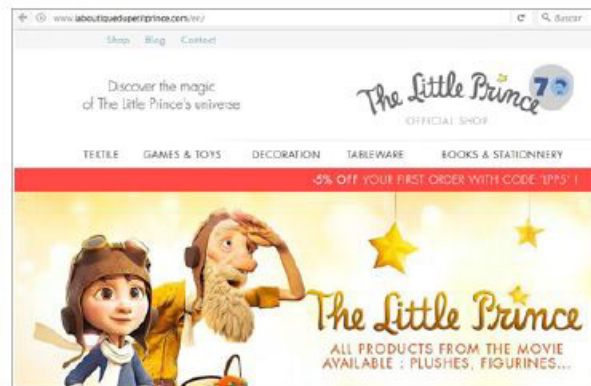 www.laboutiquedupetitprince.com/en/
Buscar
Shop Blog Contact
Discover the magic
of The Little Prince's universe
The Little Prince 70
OFFICIAL SHOP
TEXTILE GAMES & TOYS DECORATION TABLEWARE BOOKS & STATIONNERY
-5% OFF YOUR FIRST ORDER WITH CODE "LPP5" !
The Little Prince
ALL PRODUCTS FROM THE MOVIE
AVAILABLE : PLUSHES, FIGURINES...